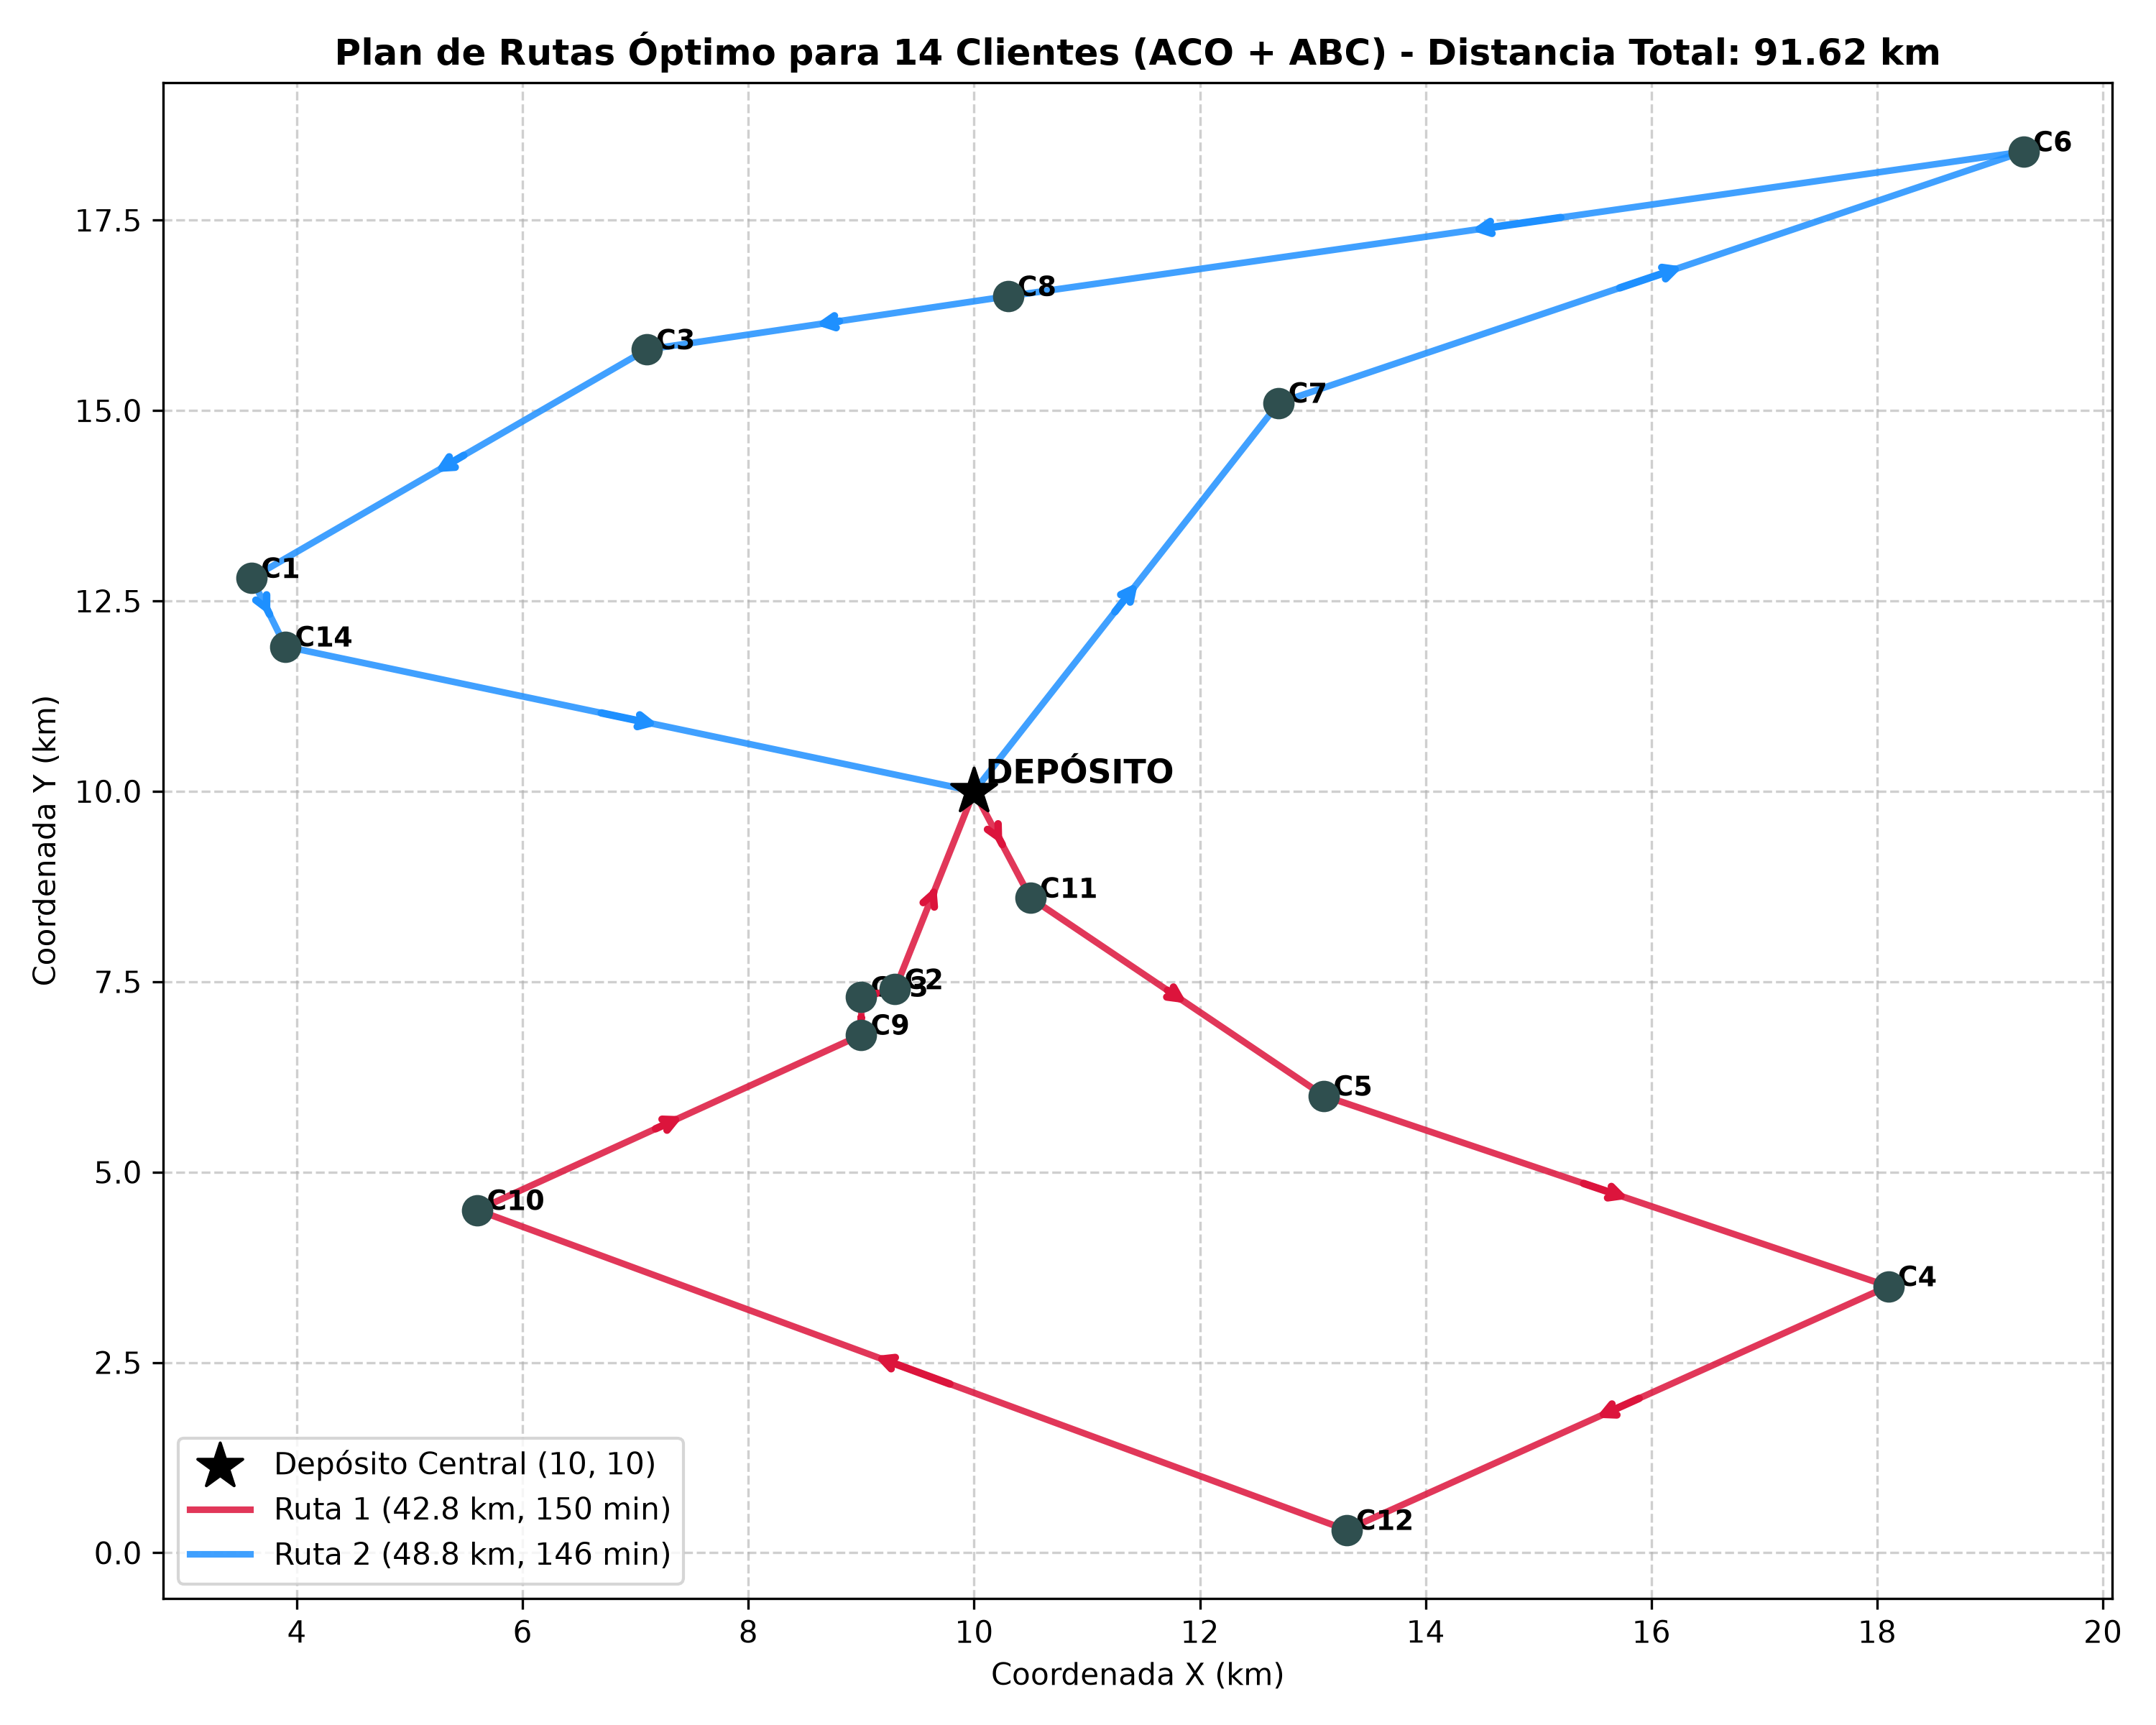 Plan de Rutas Óptimo para 14 Clientes (ACO + ABC) - Distancia Total: 91.62 km
C6
17.5
C8
C3
C7
15.0
C1
12.5
C14
Coordenada Y (km)
DEPÓSITO
10.0
C11
7.5
C2
C9
C5
5.0
C10
C4
2.5
C12
0.0
Depósito Central (10, 10)
Ruta 1 (42.8 km, 150 min)
Ruta 2 (48.8 km, 146 min)
4 6 8 10 12 14 16 18 20
Coordenada X (km)